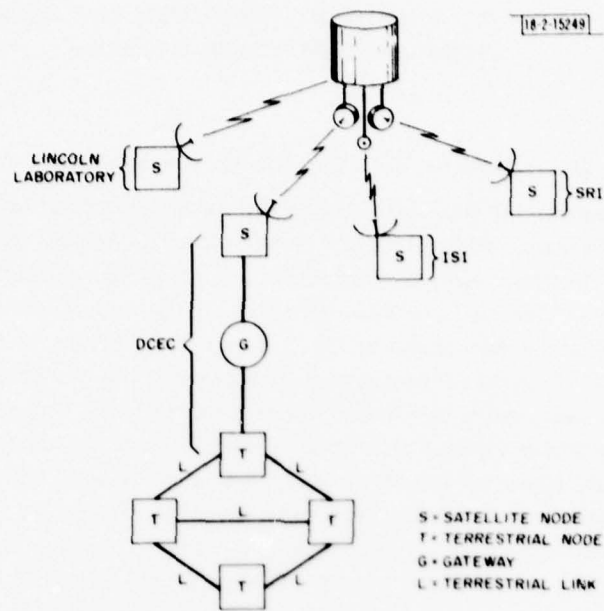 18-2-15249
LINCOLN
LABORATORY
S
S
SRI
S
S
ISI
DCEC
G
T
L
L
T
L
T
L
L
T
S = SATELLITE NODE
T = TERRESTRIAL NODE
G = GATEWAY
L = TERRESTRIAL LINK